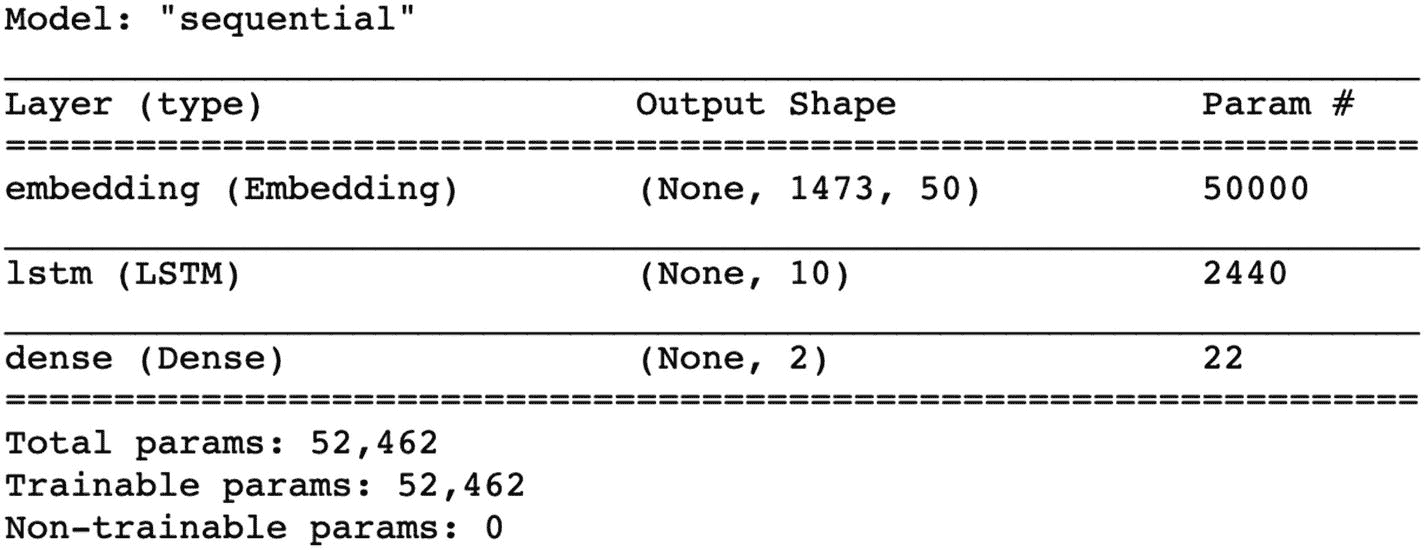 Model: "sequential"
Layer (type) Output Shape Param #
embedding (Embedding) (None, 1473, 50) 50000
lstm (LSTM) (None, 10) 2440
dense (Dense) (None, 2) 22
Total params: 52,462
Trainable params: 52,462
Non-trainable params: 0